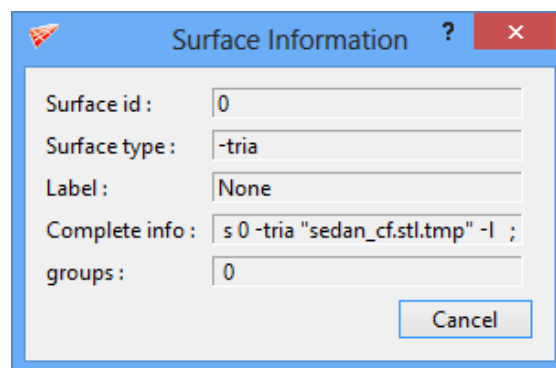 Surface Information ? ×
Surface id : 0
Surface type : -tria
Label : None
Complete info : s 0 -tria "sedan_cf.stl.tmp" -l ;
groups : 0
Cancel